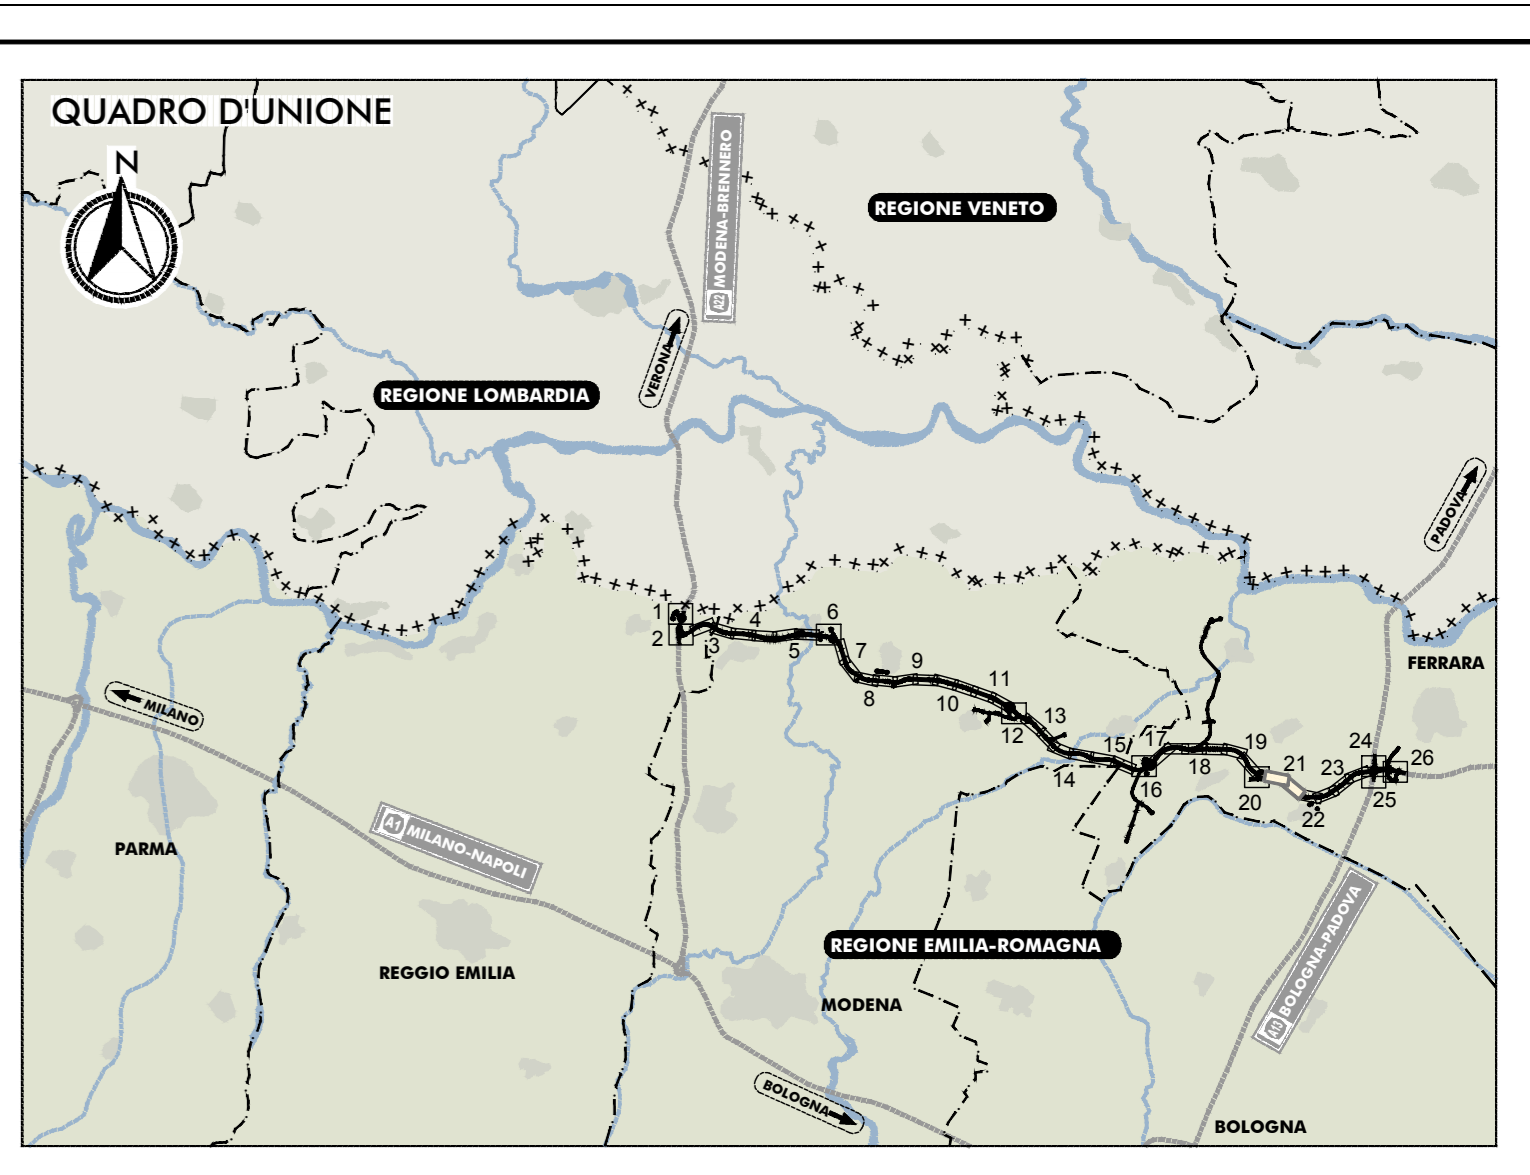 QUADRO D'UNIONE
N
A22 MODENA-BRENNERO
REGIONE VENETO
VERONA
REGIONE LOMBARDIA
PADOVA
1
2
3
4
5
6
7
8
9
10
11
12
13
14
15
16
17
18
19
20
21
22
23
24
25
26
FERRARA
MILANO
PARMA
A1 MILANO-NAPOLI
REGIONE EMILIA-ROMAGNA
REGGIO EMILIA
MODENA
A13 BOLOGNA-PADOVA
BOLOGNA
BOLOGNA